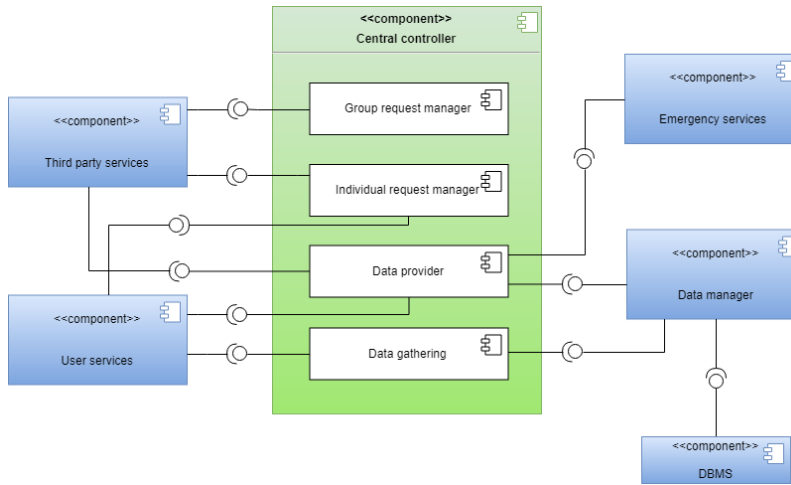 <<component>>
Central controller
Group request manager
Individual request manager
Data provider
Data gathering
<<component>>
Third party services
<<component>>
User services
<<component>>
Emergency services
<<component>>
Data manager
<<component>>
DBMS